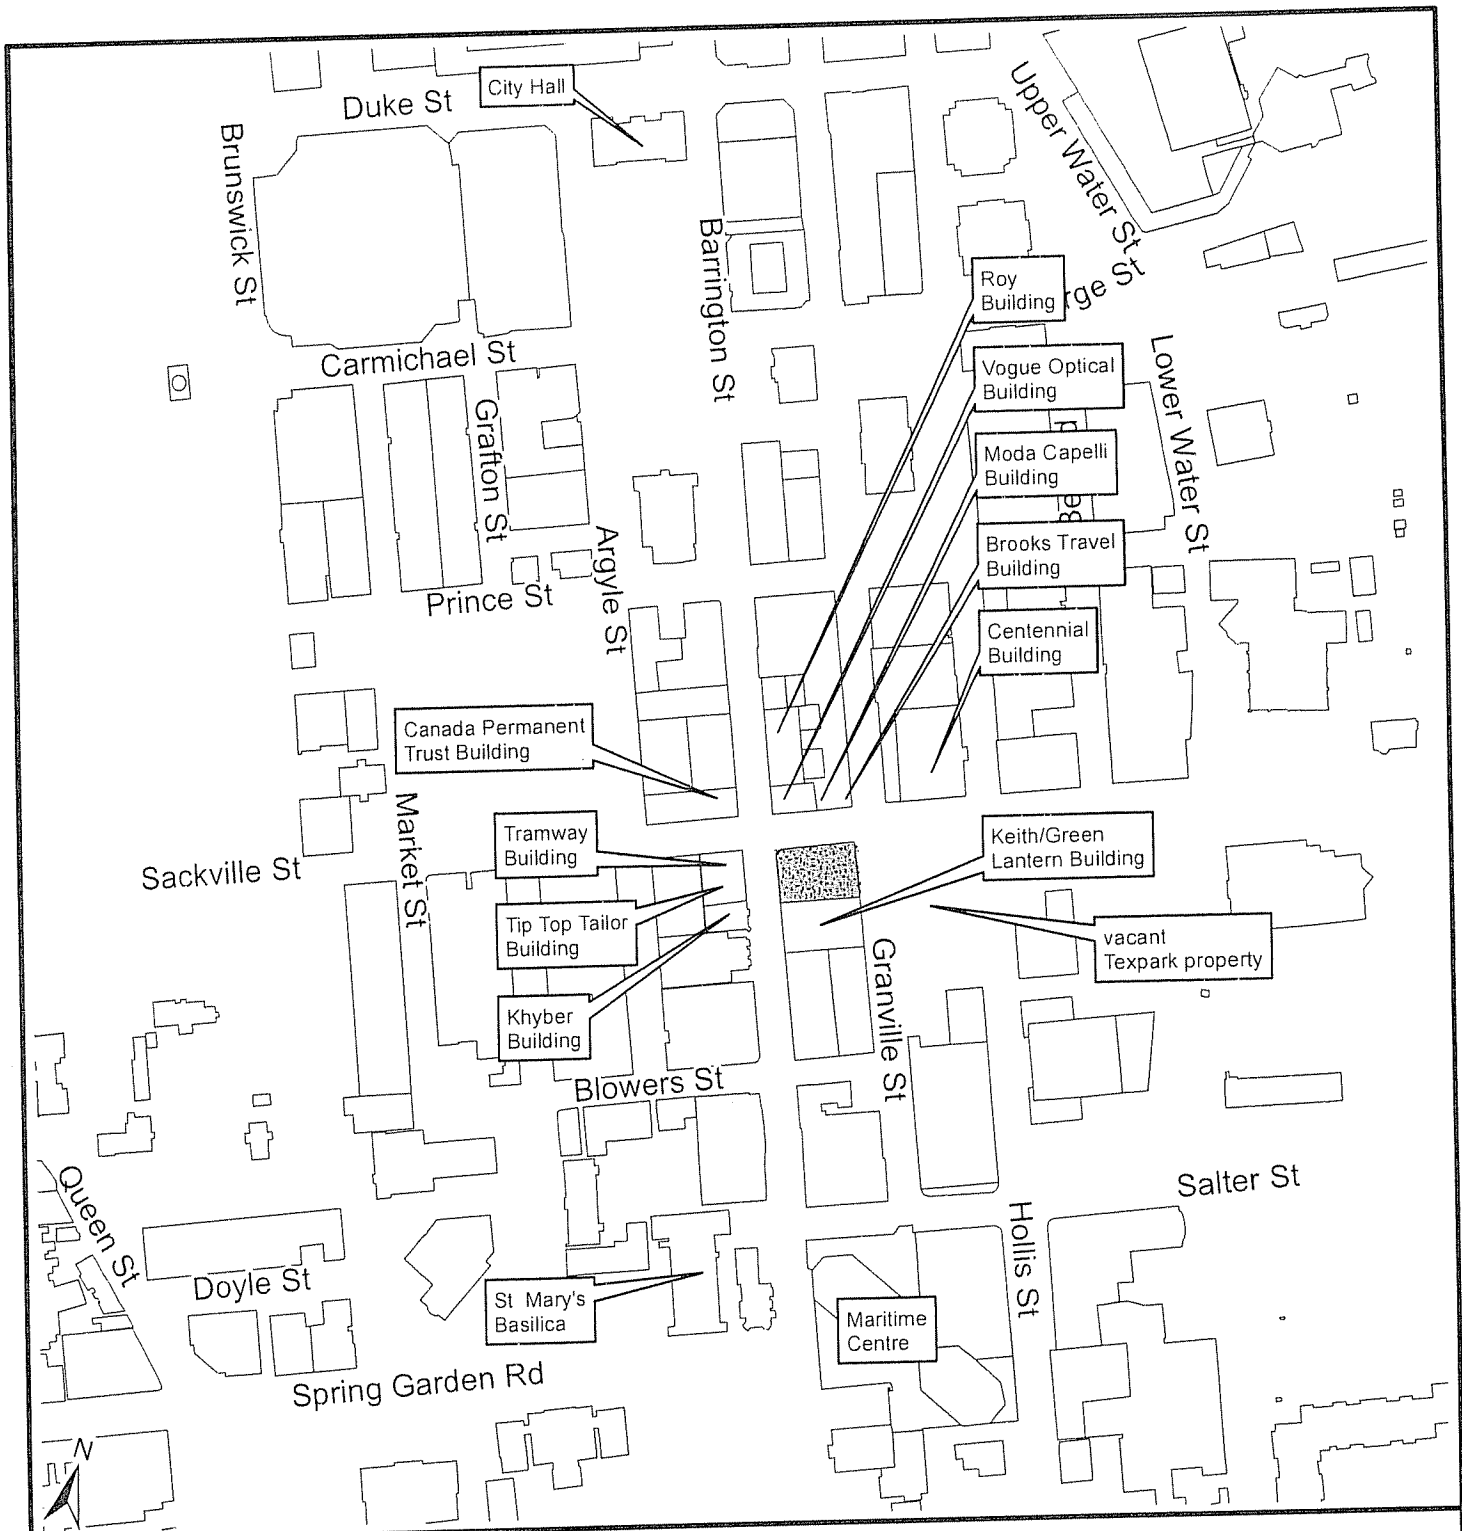 Duke St
City Hall
Brunswick St
Upper Water St
Barrington St
Roy
Building
rge St
Carmichael St
Vogue Optical
Building
Lower Water St
Grafton St
Moda Capelli
Building
Argyle St
Brooks Travel
Building
Prince St
Centennial
Building
Canada Permanent
Trust Building
Market St
Tramway
Building
Keith/Green
Lantern Building
Sackville St
Tip Top Tailor
Building
vacant
Texpark property
Granville St
Khyber
Building
Blowers St
Queen St
Salter St
Hollis St
Doyle St
St Mary's
Basilica
Maritime
Centre
Spring Garden Rd
N